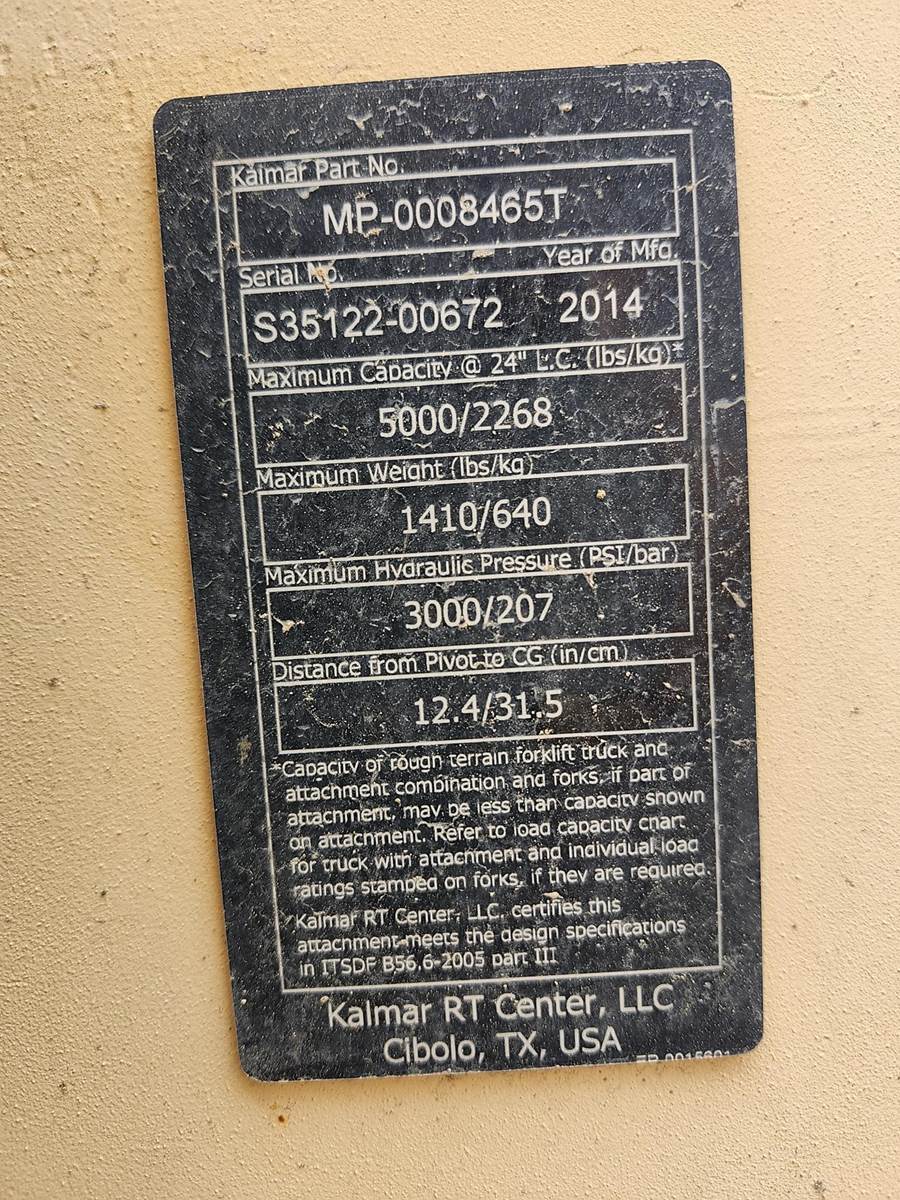 Kalmar Part No.
MP-0008465T
Serial No. Year of Mfg.
S35122-00672 2014
Maximum Capacity @ 24" L.C. (lbs/kg)*
5000/2268
Maximum Weight (lbs/kg)
1410/640
Maximum Hydraulic Pressure (PSI/bar)
3000/207
Distance from Pivot to CG (in/cm)
12.4/31.5
*Capacity of rough terrain forklift truck and
attachment combination and forks, if part of
attachment, may be less than capacity shown
on attachment. Refer to load capacity chart
for truck with attachment and individual load
ratings stamped on forks, if they are required.
Kalmar RT Center, LLC. certifies this
attachment meets the design specifications
in ITSDF B56.6-2005 part III
Kalmar RT Center, LLC
Cibolo, TX, USA